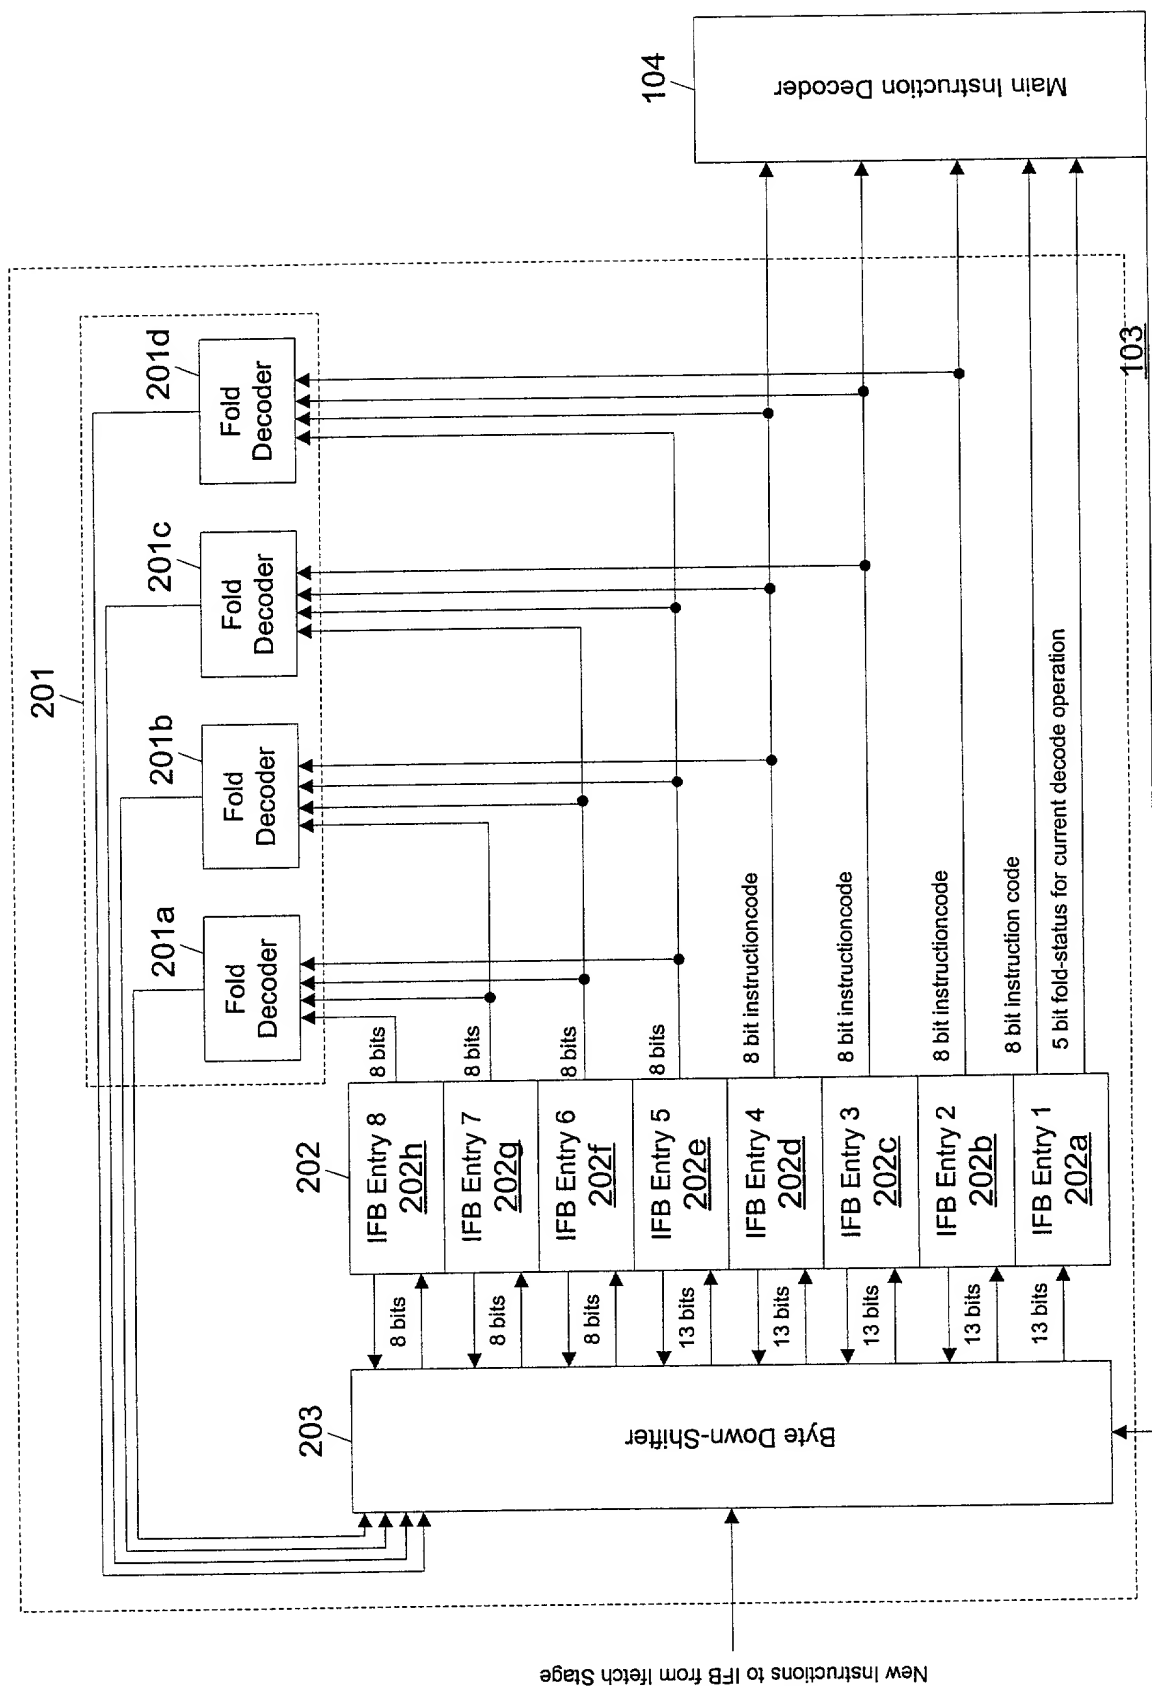 104
Main Instruction Decoder
201
201a
Fold
Decoder
201b
Fold
Decoder
201c
Fold
Decoder
201d
Fold
Decoder
103
202
IFB Entry 8
202h
8 bits
8 bits
IFB Entry 7
202g
8 bits
8 bits
IFB Entry 6
202f
8 bits
8 bits
IFB Entry 5
202e
13 bits
8 bits
IFB Entry 4
202d
13 bits
8 bit instructioncode
IFB Entry 3
202c
13 bits
8 bit instructioncode
IFB Entry 2
202b
13 bits
8 bit instructioncode
IFB Entry 1
202a
13 bits
8 bit instruction code
5 bit fold-status for current decode operation
203
Byte Down-Shifter
New Instructions to IFB from Ifetch Stage